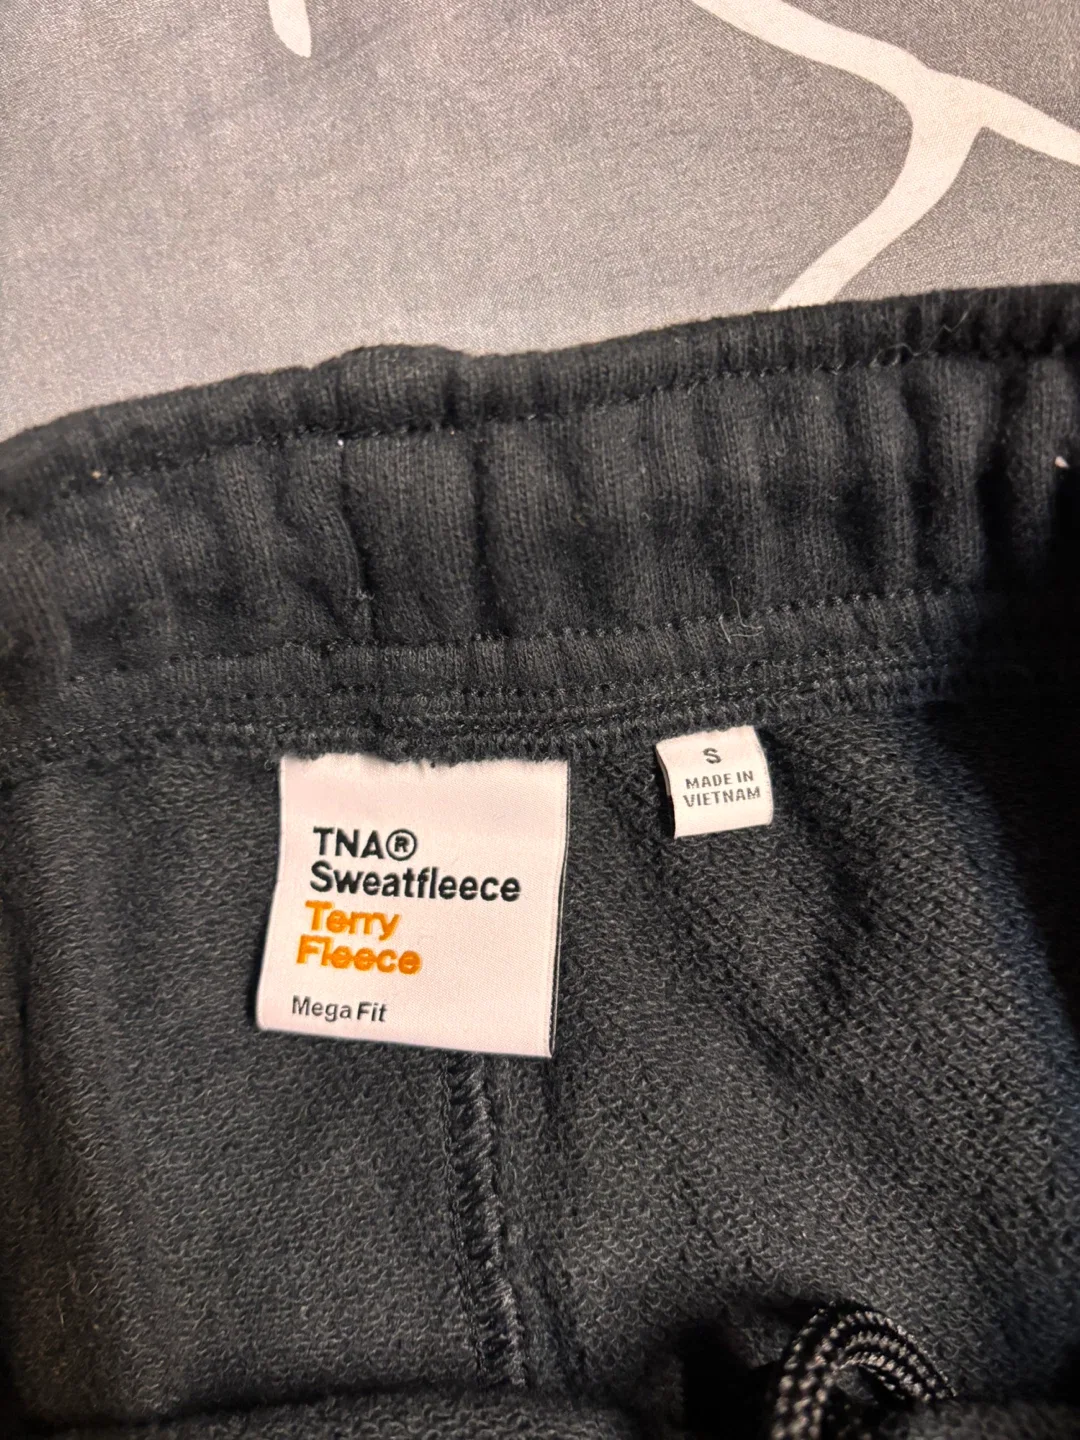 TNA®
Sweatfleece
Terry
Fleece
Mega Fit
S
MADE IN
VIETNAM